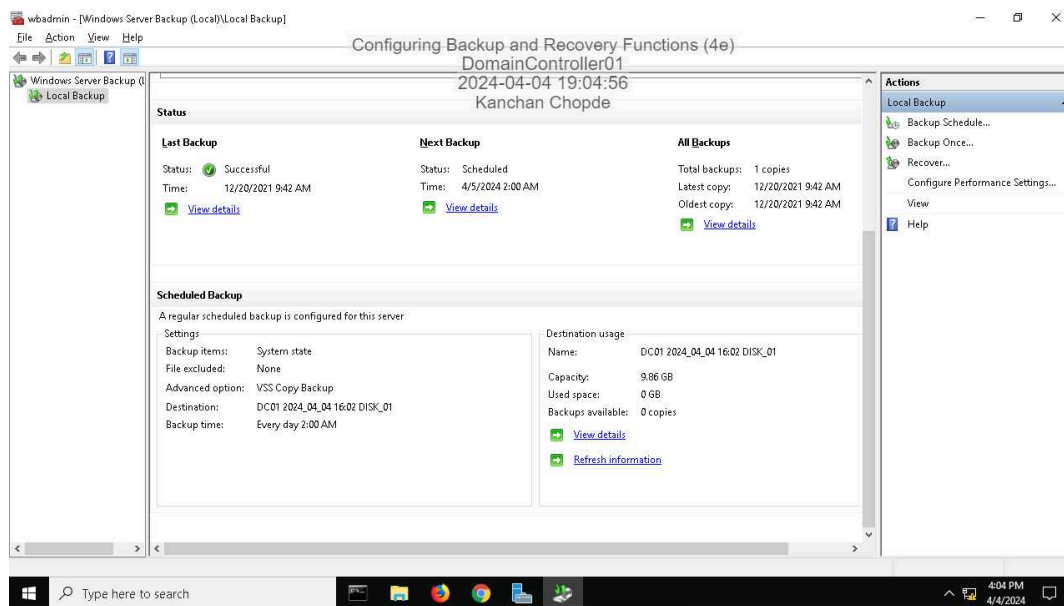 wbadmin - [Windows Server Backup (Local)\Local Backup]
File Action View Help
Configuring Backup and Recovery Functions (4e)
DomainController01
2024-04-04 19:04:56
Kanchan Chopde
Windows Server Backup (L
Local Backup
Status
Last Backup
Status: Successful
Time: 12/20/2021 9:42 AM
View details
Next Backup
Status: Scheduled
Time: 4/5/2024 2:00 AM
View details
All Backups
Total backups: 1 copies
Latest copy: 12/20/2021 9:42 AM
Oldest copy: 12/20/2021 9:42 AM
View details
Scheduled Backup
A regular scheduled backup is configured for this server
Settings
Backup items: System state
File excluded: None
Advanced option: VSS Copy Backup
Destination: DC01 2024_04_04 16:02 DISK_01
Backup time: Every day 2:00 AM
Destination usage
Name: DC01 2024_04_04 16:02 DISK_01
Capacity: 9.86 GB
Used space: 0 GB
Backups available: 0 copies
View details
Refresh information
Actions
Local Backup
Backup Schedule...
Backup Once...
Recover...
Configure Performance Settings...
View
Help
Type here to search
4:04 PM
4/4/2024